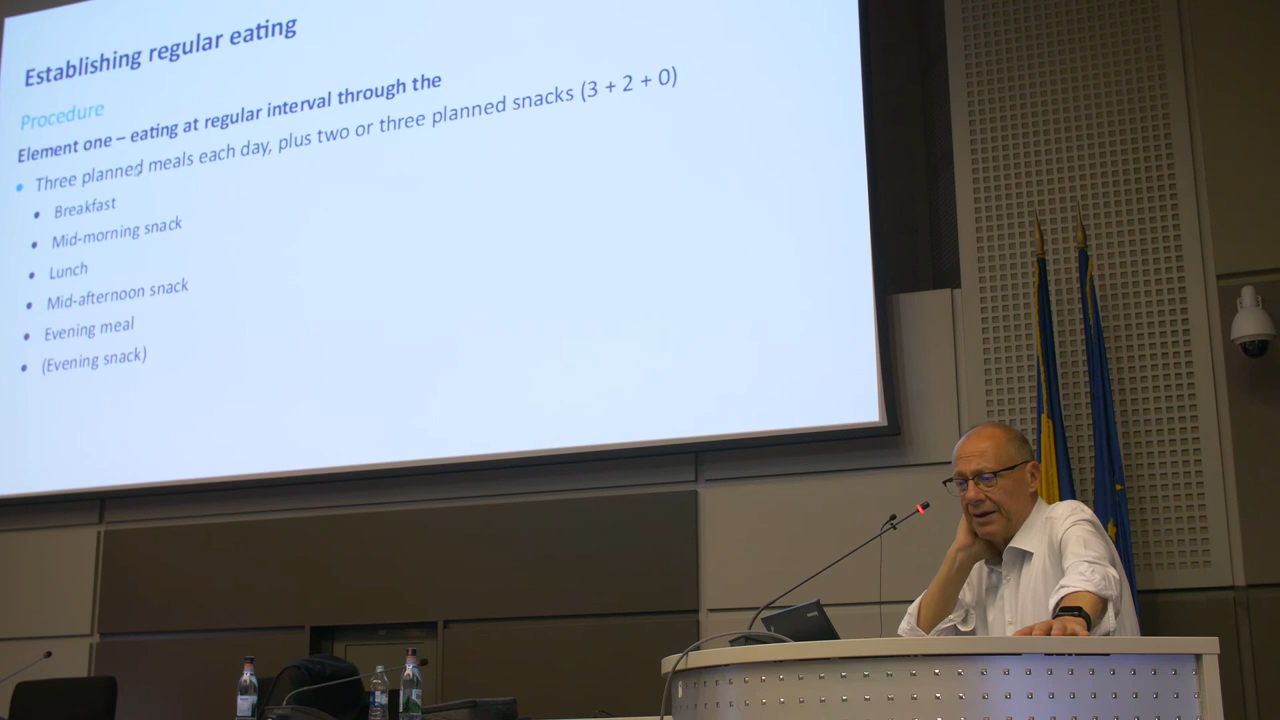 Establishing regular eating
Procedure
Element one – eating at regular interval through the
• Three planned meals each day, plus two or three planned snacks (3 + 2 + 0)
• Breakfast
• Mid-morning snack
• Lunch
• Mid-afternoon snack
• Evening meal
• (Evening snack)